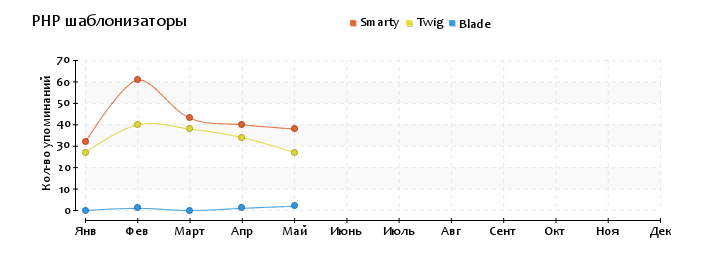 PHP шаблонизаторы
Smarty Twig Blade
Кол-во упоминаний
70
60
50
40
30
20
10
0
Янв Фев Март Апр Май Июнь Июль Авг Сент Окт Ноя Дек